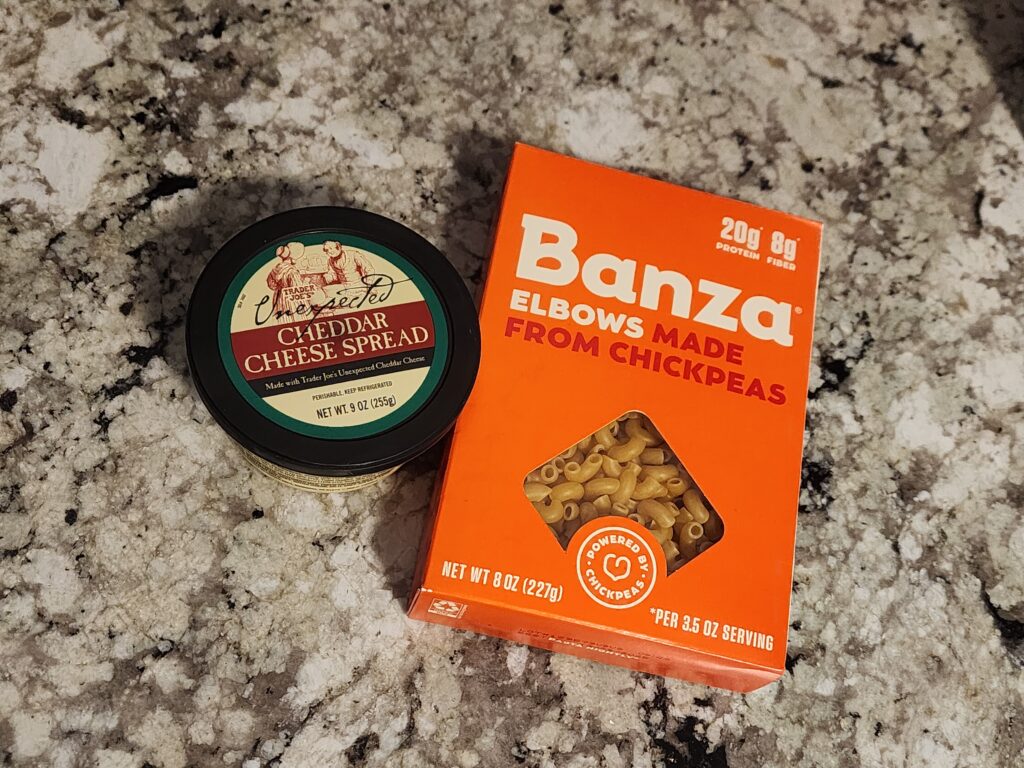 TRADER
JOE'S
Unexpected
CHEDDAR
CHEESE SPREAD
Made with Trader Joe's Unexpected Cheddar Cheese
PERISHABLE, KEEP REFRIGERATED
NET WT. 9 OZ (255g)
20g* 8g*
PROTEIN FIBER
Banza®
ELBOWS MADE
FROM CHICKPEAS
POWERED BY
CHICKPEAS
NET WT 8 OZ (227g)
*PER 3.5 OZ SERVING